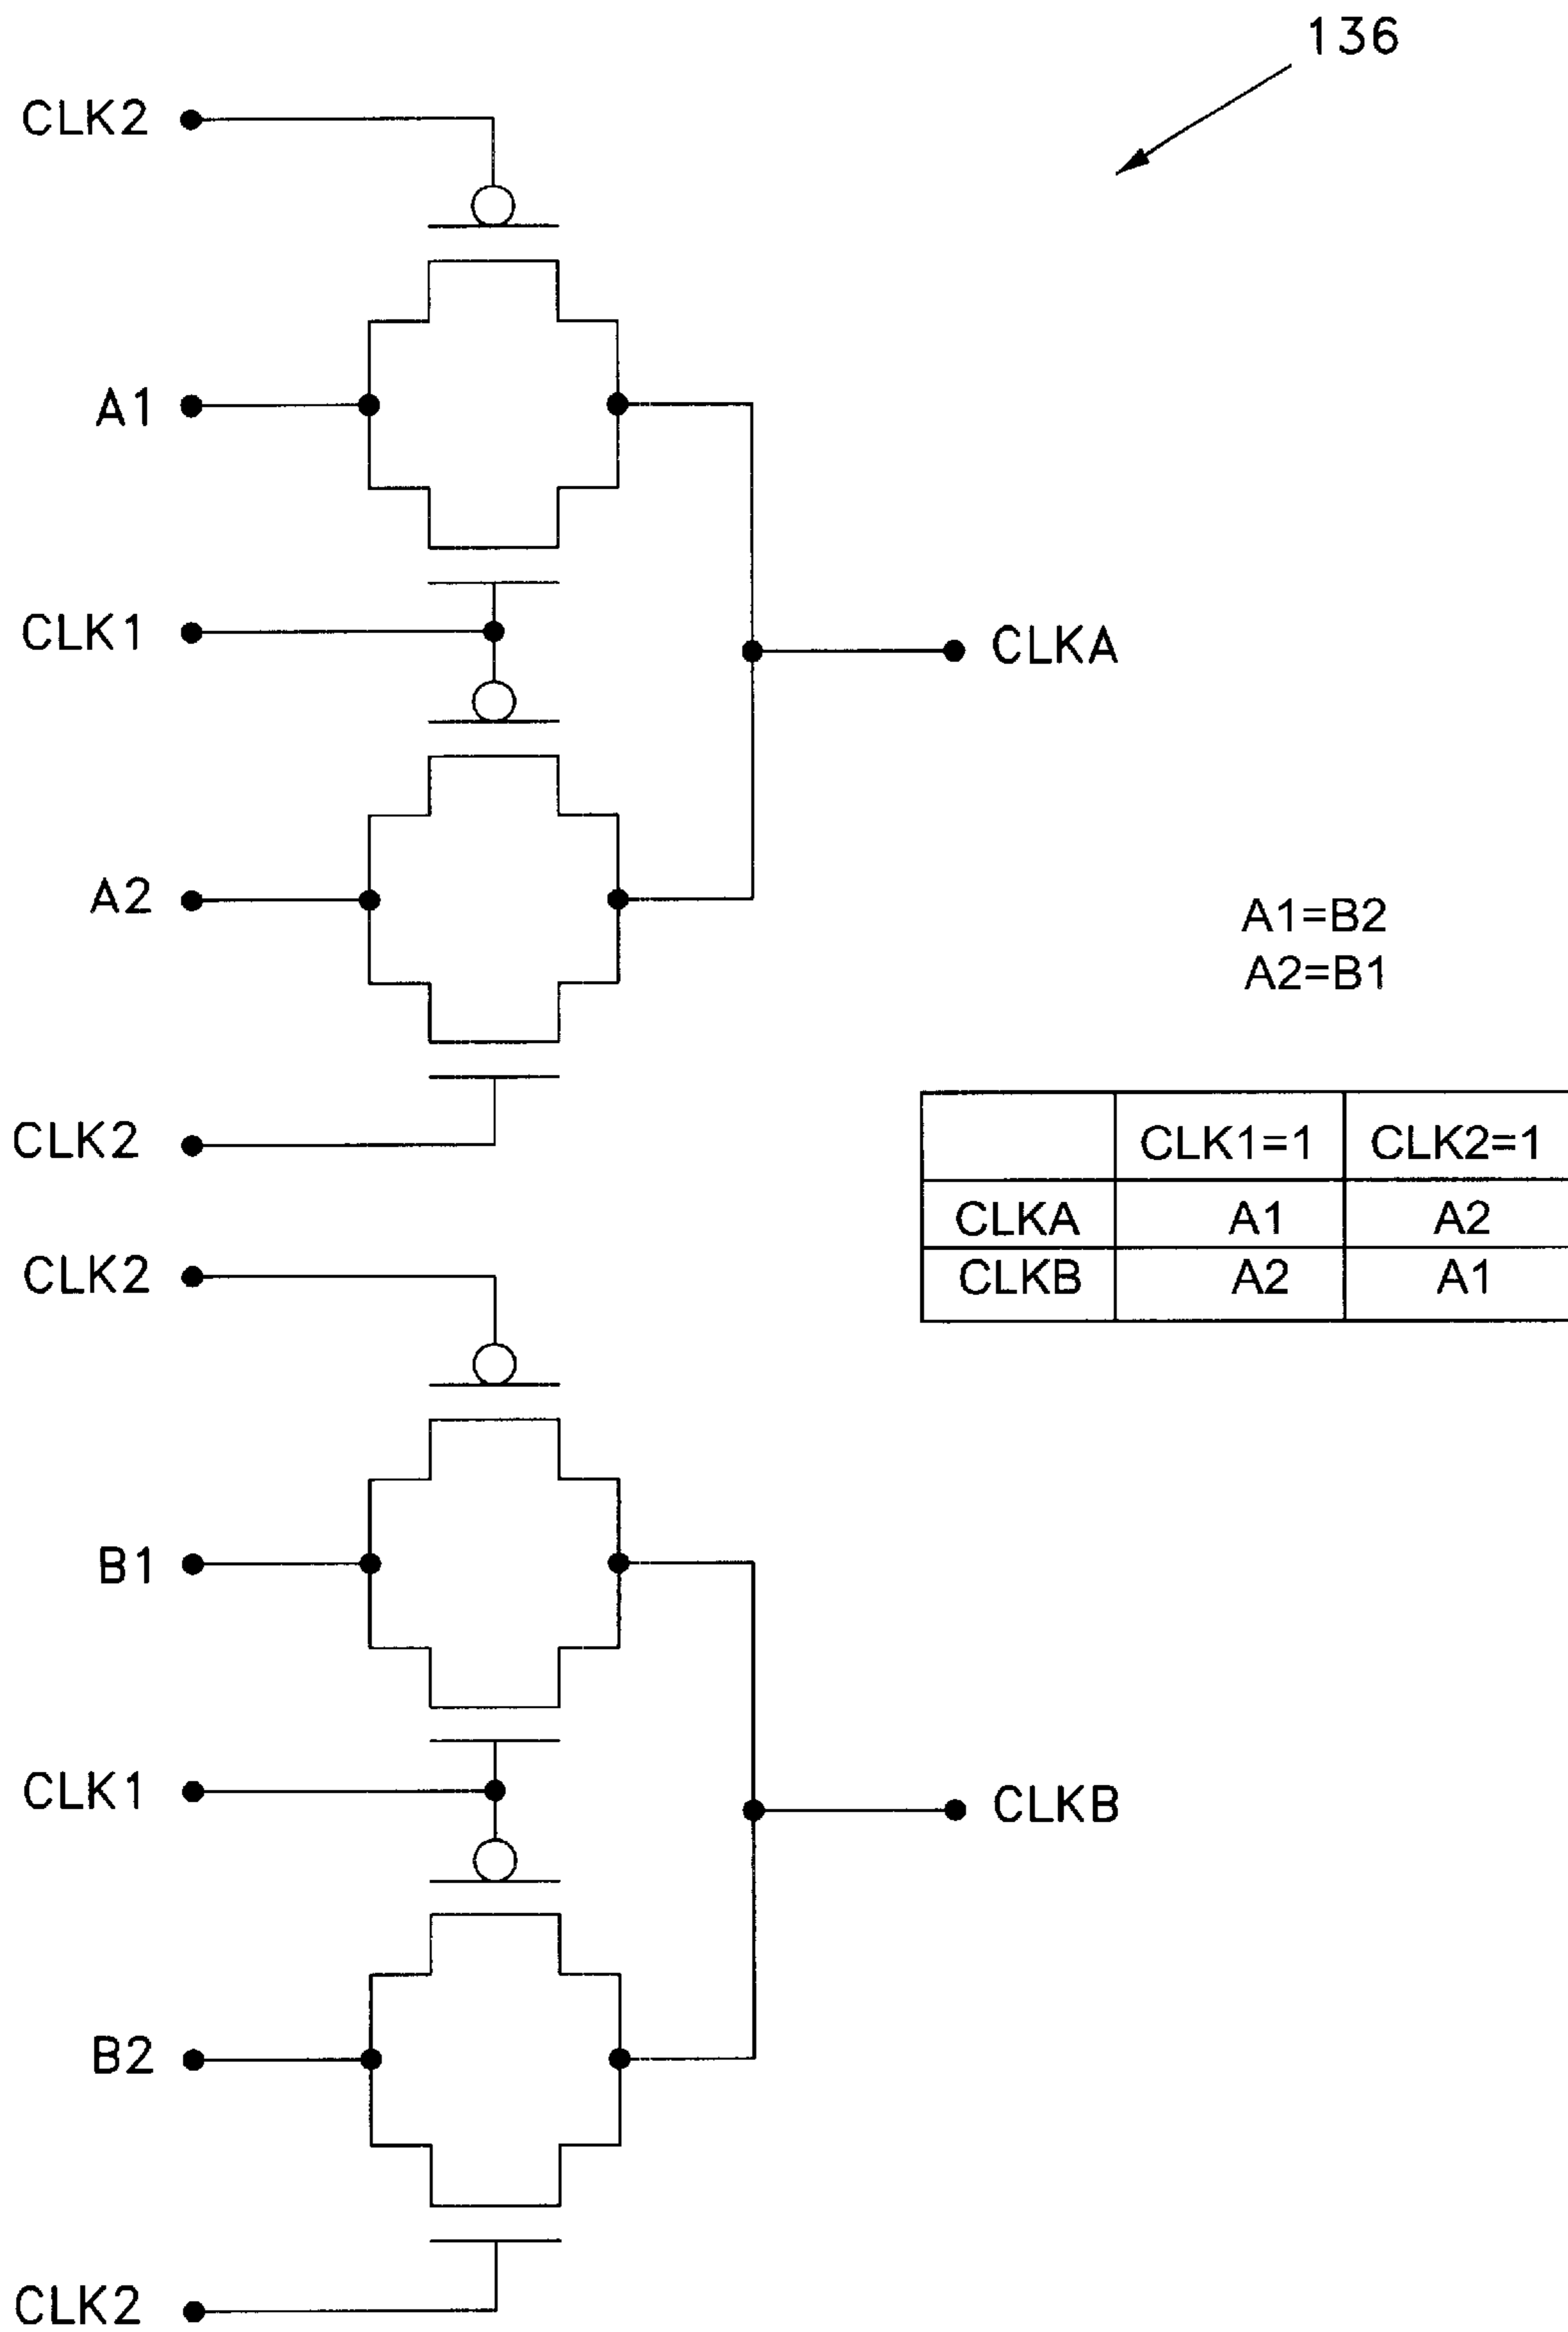 136
CLK2
A1
CLK1
CLKA
A2
A1=B2
A2=B1
CLK2
CLK1=1 CLK2=1
CLKA A1 A2
CLKB A2 A1
CLK2
B1
CLK1
CLKB
B2
CLK2